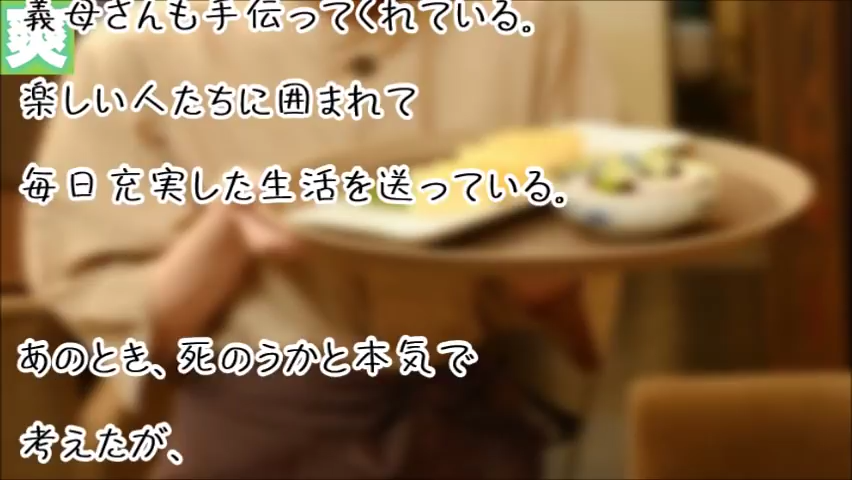 爽
義母さんも手伝ってくれている。
楽しい人たちに囲まれて
毎日充実した生活を送っている。
あのとき、死のうかと本気で
考えたが、